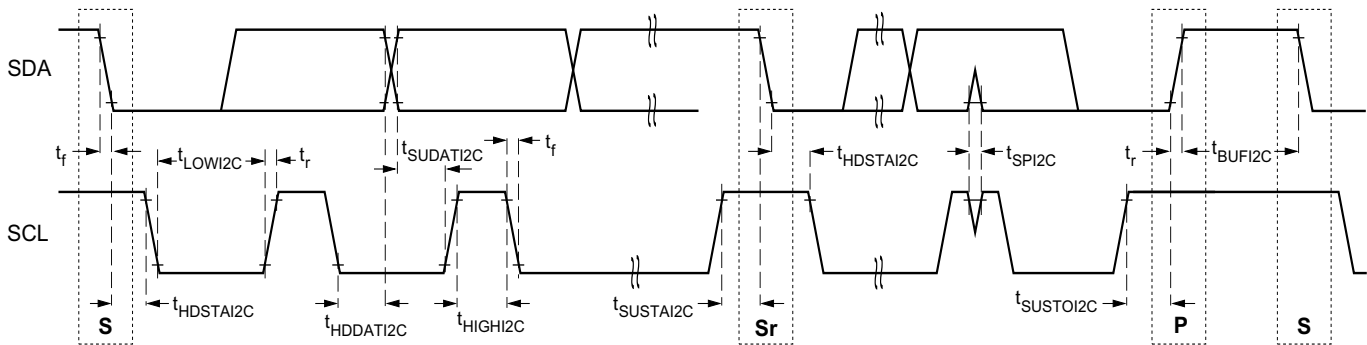 SDA
t_f
t_LOWI2C
t_r
t_SUDATI2C
t_f
t_HDSTAI2C
t_SPI2C
t_r
t_BUFI2C
SCL
t_HDSTAI2C
t_HDDATI2C
t_HIGHI2C
t_SUSTAI2C
t_SUSTOI2C
S
Sr
P
S